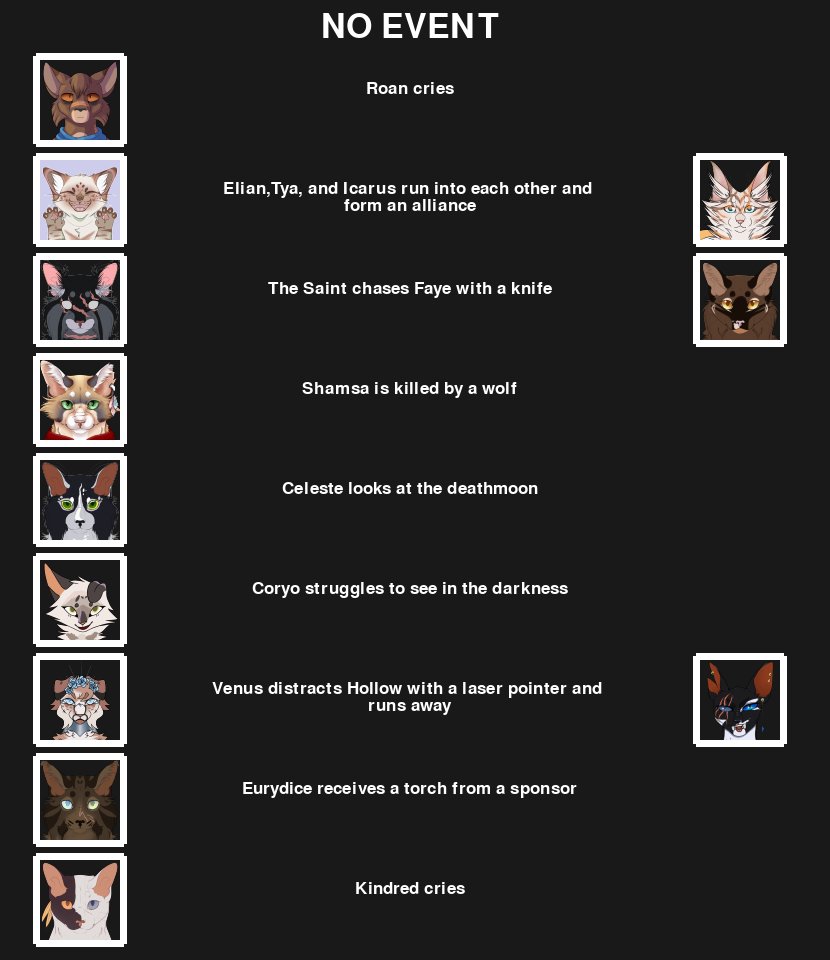 NO EVENT
Roan cries
Elian,Tya, and Icarus run into each other and
form an alliance
The Saint chases Faye with a knife
Shamsa is killed by a wolf
Celeste looks at the deathmoon
Coryo struggles to see in the darkness
Venus distracts Hollow with a laser pointer and
runs away
Eurydice receives a torch from a sponsor
Kindred cries